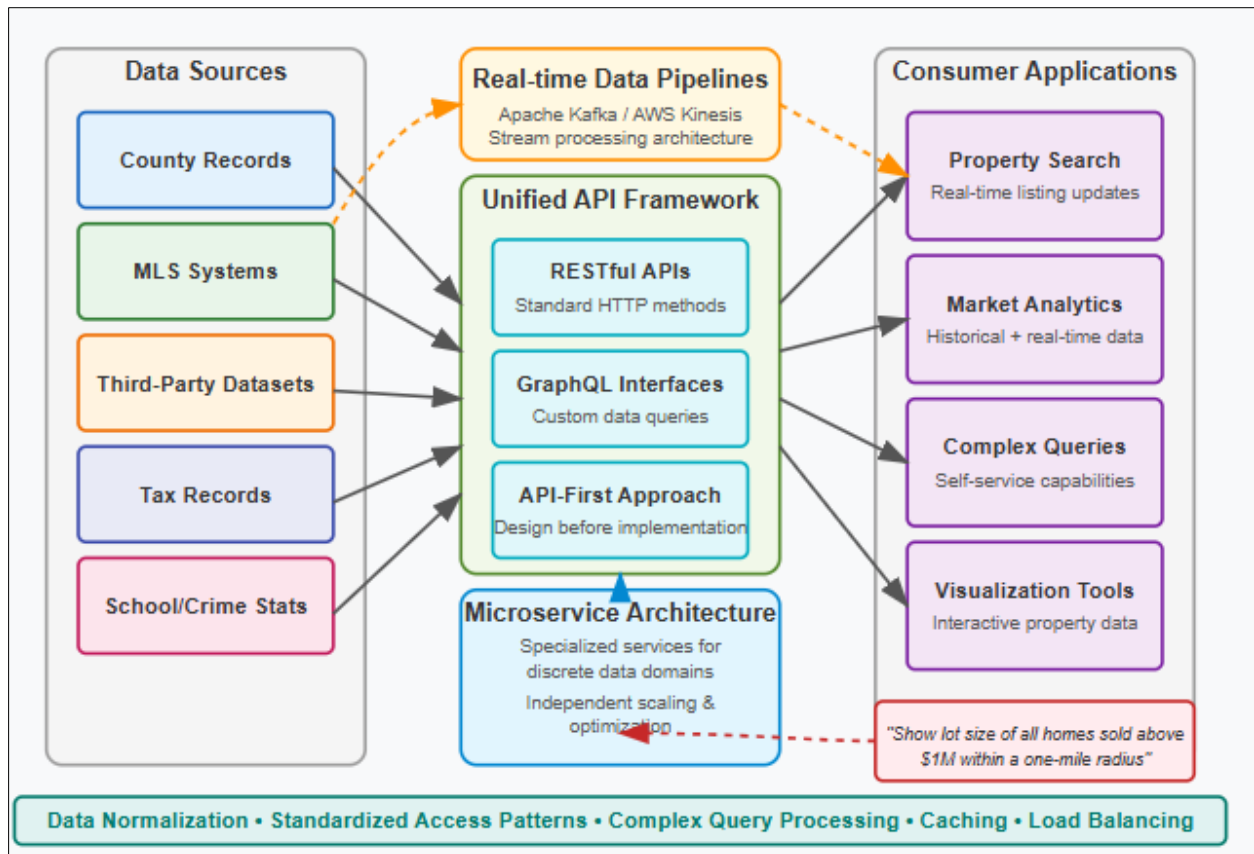 Data Sources
County Records
MLS Systems
Third-Party Datasets
Tax Records
School/Crime Stats
Real-time Data Pipelines
Apache Kafka / AWS Kinesis
Stream processing architecture
Unified API Framework
RESTful APIs
Standard HTTP methods
GraphQL Interfaces
Custom data queries
API-First Approach
Design before implementation
Microservice Architecture
Specialized services for
discrete data domains
Independent scaling &
optimization
Consumer Applications
Property Search
Real-time listing updates
Market Analytics
Historical + real-time data
Complex Queries
Self-service capabilities
Visualization Tools
Interactive property data
"Show lot size of all homes sold above
$1M within a one-mile radius"
Data Normalization • Standardized Access Patterns • Complex Query Processing • Caching • Load Balancing